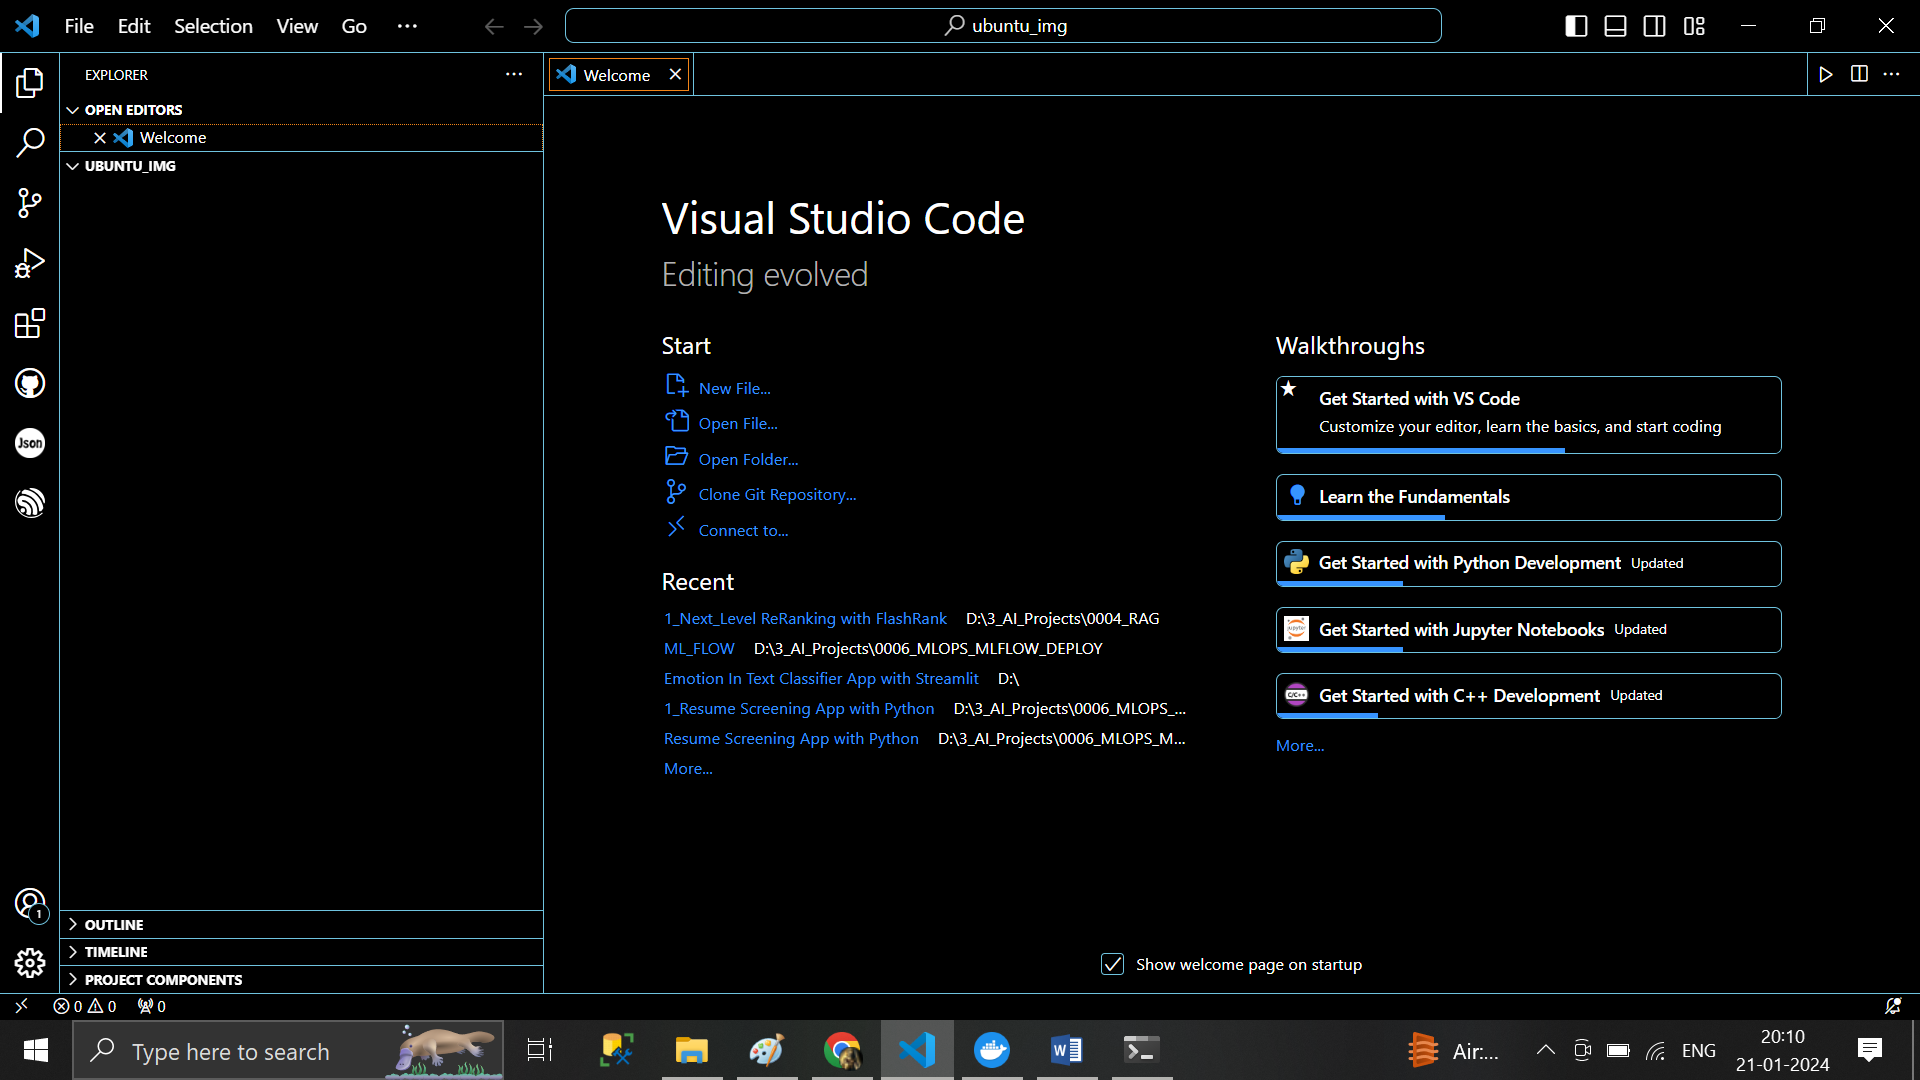 File Edit Selection View Go ···
ubuntu_img
EXPLORER
OPEN EDITORS
Welcome
UBUNTU_IMG
Json
1
OUTLINE
TIMELINE
PROJECT COMPONENTS
Welcome
Visual Studio Code
Editing evolved
Start
New File...
Open File...
Open Folder...
Clone Git Repository...
Connect to...
Recent
1_Next_Level ReRanking with FlashRank D:\3_AI_Projects\0004_RAG
ML_FLOW D:\3_AI_Projects\0006_MLOPS_MLFLOW_DEPLOY
Emotion In Text Classifier App with Streamlit D:\
1_Resume Screening App with Python D:\3_AI_Projects\0006_MLOPS_...
Resume Screening App with Python D:\3_AI_Projects\0006_MLOPS_M...
More...
Walkthroughs
Get Started with VS Code
Customize your editor, learn the basics, and start coding
Learn the Fundamentals
Get Started with Python Development Updated
Get Started with Jupyter Notebooks Updated
C/C++ Get Started with C++ Development Updated
More...
Show welcome page on startup
0 0 0
Type here to search
Air:...
ENG
20:10
21-01-2024